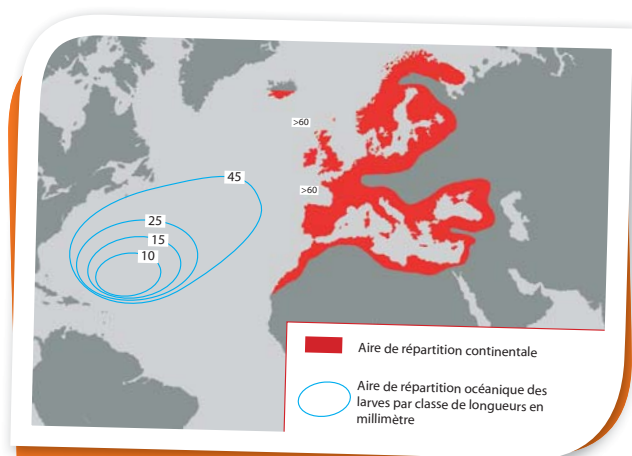 >60
45
>60
25
15
10
Aire de répartition continentale
Aire de répartition océanique des
larves par classe de longueurs en
millimètre